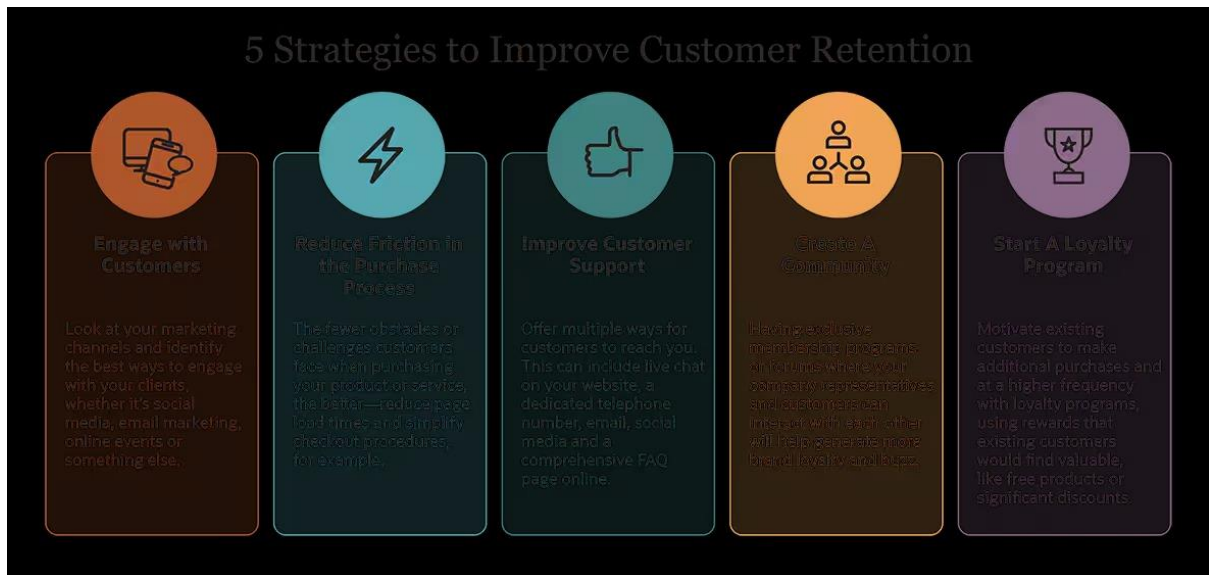 5 Strategies to Improve Customer Retention
Engage with
Customers
Look at your marketing
channels and identify
the best ways to engage
with your clients,
whether it's social
media, email marketing,
online events or
something else.
Reduce Friction in
the Purchase
Process
The fewer obstacles or
challenges customers
face when purchasing
your product or service,
the better—reduce page
load times and simplify
checkout procedures,
for example.
Improve Customer
Support
Offer multiple ways for
customers to reach you.
This can include live chat
on your website, a
dedicated telephone
number, email, social
media and a
comprehensive FAQ
page online.
Create A
Community
Having exclusive
membership programs
or forums where your
company representatives
and customers can
interact with each other
will help generate more
brand loyalty and buzz.
Start A Loyalty
Program
Motivate existing
customers to make
additional purchases and
at a higher frequency
with loyalty programs,
using rewards that
existing customers
would find valuable,
like free products or
significant discounts.